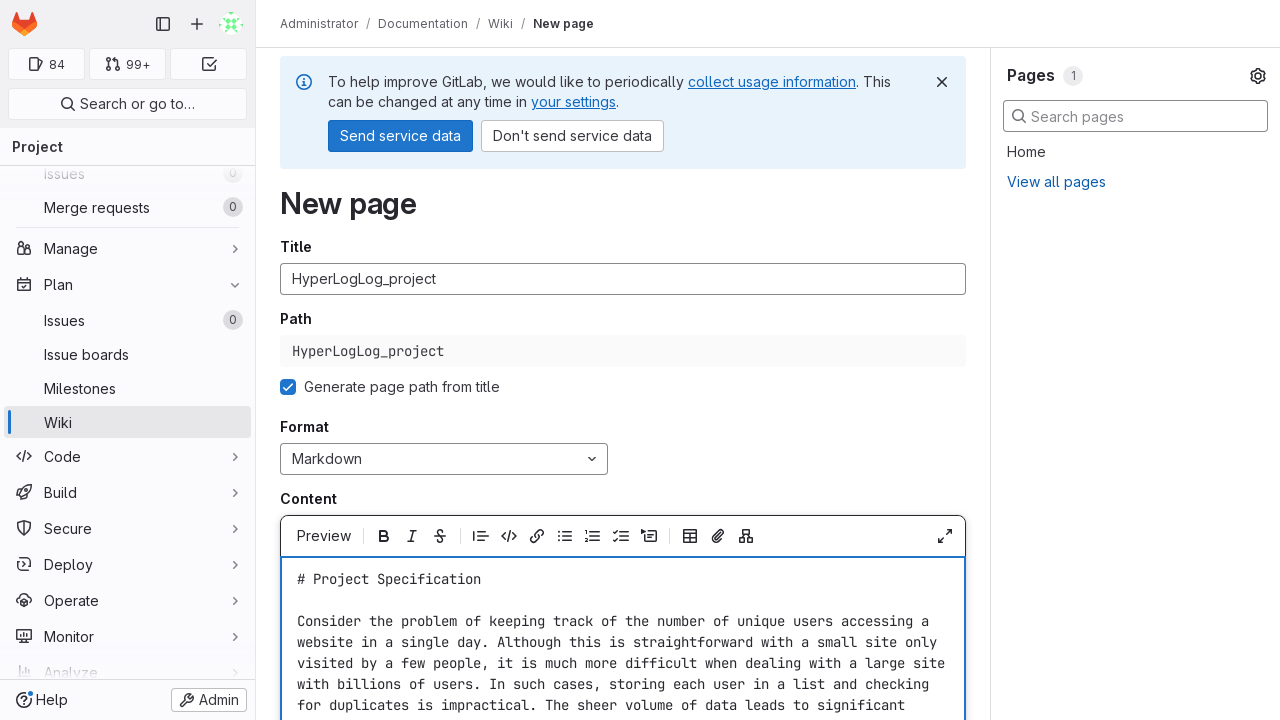 Administrator / Documentation / Wiki / New page
84
99+
Search or go to…
Project
Issues 0
Merge requests 0
Manage
Plan
Issues 0
Issue boards
Milestones
Wiki
Code
Build
Secure
Deploy
Operate
Monitor
Analyze
Help
Admin
To help improve GitLab, we would like to periodically collect usage information. This
can be changed at any time in your settings.
Send service data
Don't send service data
New page
Title
HyperLogLog_project
Path
HyperLogLog_project
Generate page path from title
Format
Markdown
Content
Preview
# Project Specification
Consider the problem of keeping track of the number of unique users accessing a
website in a single day. Although this is straightforward with a small site only
visited by a few people, it is much more difficult when dealing with a large site
with billions of users. In such cases, storing each user in a list and checking
for duplicates is impractical. The sheer volume of data leads to significant
Pages 1
Search pages
Home
View all pages